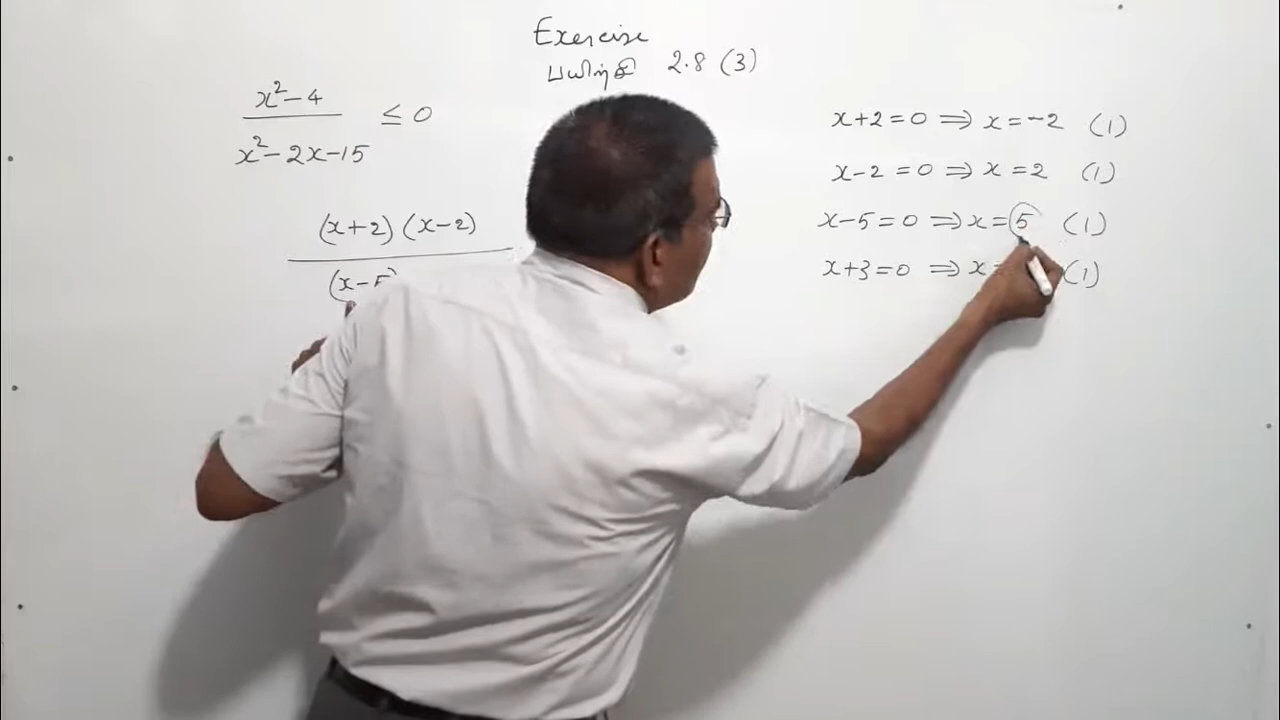 Exercise
பயிற்சி 2.8 (3)
x²-4
x²-2x-15
≤ 0
(x+2) (x-2)
(x-5)
x+2=0 ⇒ x=-2 (1)
x-2=0 ⇒ x=2 (1)
x-5=0 ⇒ x=5 (1)
x+3=0 ⇒ x= (1)